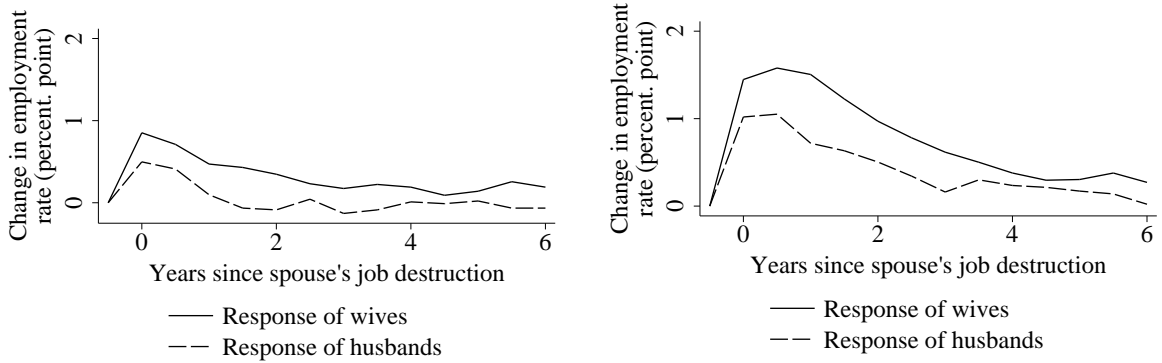 Change in employment
rate (percent. point)
2
1
0
0 2 4 6
Years since spouse's job destruction
Response of wives
Response of husbands
Change in employment
rate (percent. point)
2
1
0
0 2 4 6
Years since spouse's job destruction
Response of wives
Response of husbands